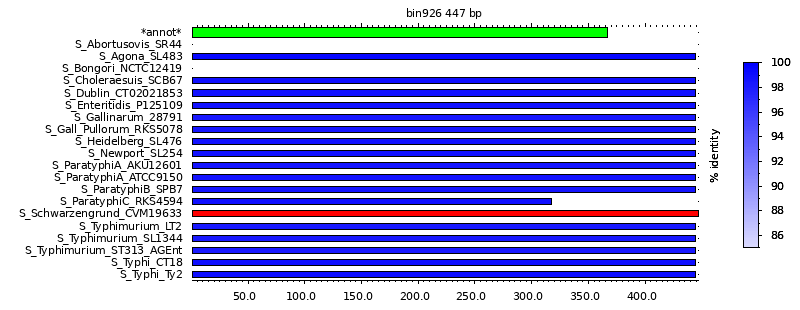 bin926 447 bp
*annot*
S_Abortusovis_SR44
S_Agona_SL483
S_Bongori_NCTC12419
S_Choleraesuis_SCB67
S_Dublin_CT02021853
S_Enteritidis_P125109
S_Gallinarum_28791
S_Gall_Pullorum_RKS5078
S_Heidelberg_SL476
S_Newport_SL254
S_ParatyphiA_AKU12601
S_ParatyphiA_ATCC9150
S_ParatyphiB_SPB7
S_ParatyphiC_RKS4594
S_Schwarzengrund_CVM19633
S_Typhimurium_LT2
S_Typhimurium_SL1344
S_Typhimurium_ST313_AGEnt
S_Typhi_CT18
S_Typhi_Ty2
50.0 100.0 150.0 200.0 250.0 300.0 350.0 400.0
% identity
100
98
96
94
92
90
88
86